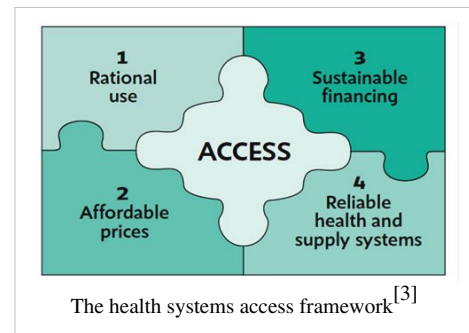 1
Rational
use
3
Sustainable
financing
ACCESS
2
Affordable
prices
4
Reliable
health and
supply systems
The health systems access framework[3]